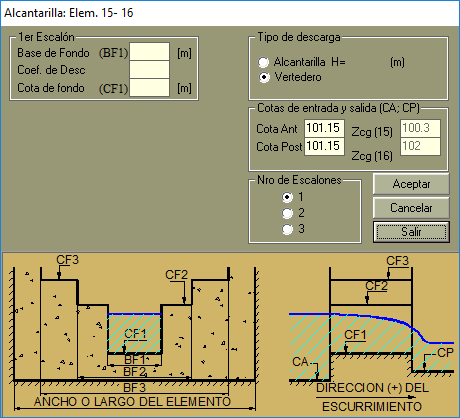 Alcantarilla: Elem. 15- 16
1er Escalón
Base de Fondo (BF1) [m]
Coef. de Desc
Cota de fondo (CF1) [m]
Tipo de descarga
Alcantarilla H= (m)
Vertedero
Cotas de entrada y salida (CA; CP)
Cota Ant 101.15 Zcg (15) 100.3
Cota Post 101.15 Zcg (16) 102
Nro de Escalones
1
2
3
Aceptar
Cancelar
Salir
CF3
CF2
CF1
BF1
BF2
BF3
ANCHO O LARGO DEL ELEMENTO
CF3
CF2
CF1
CA
CP
DIRECCION (+) DEL
ESCURRIMIENTO